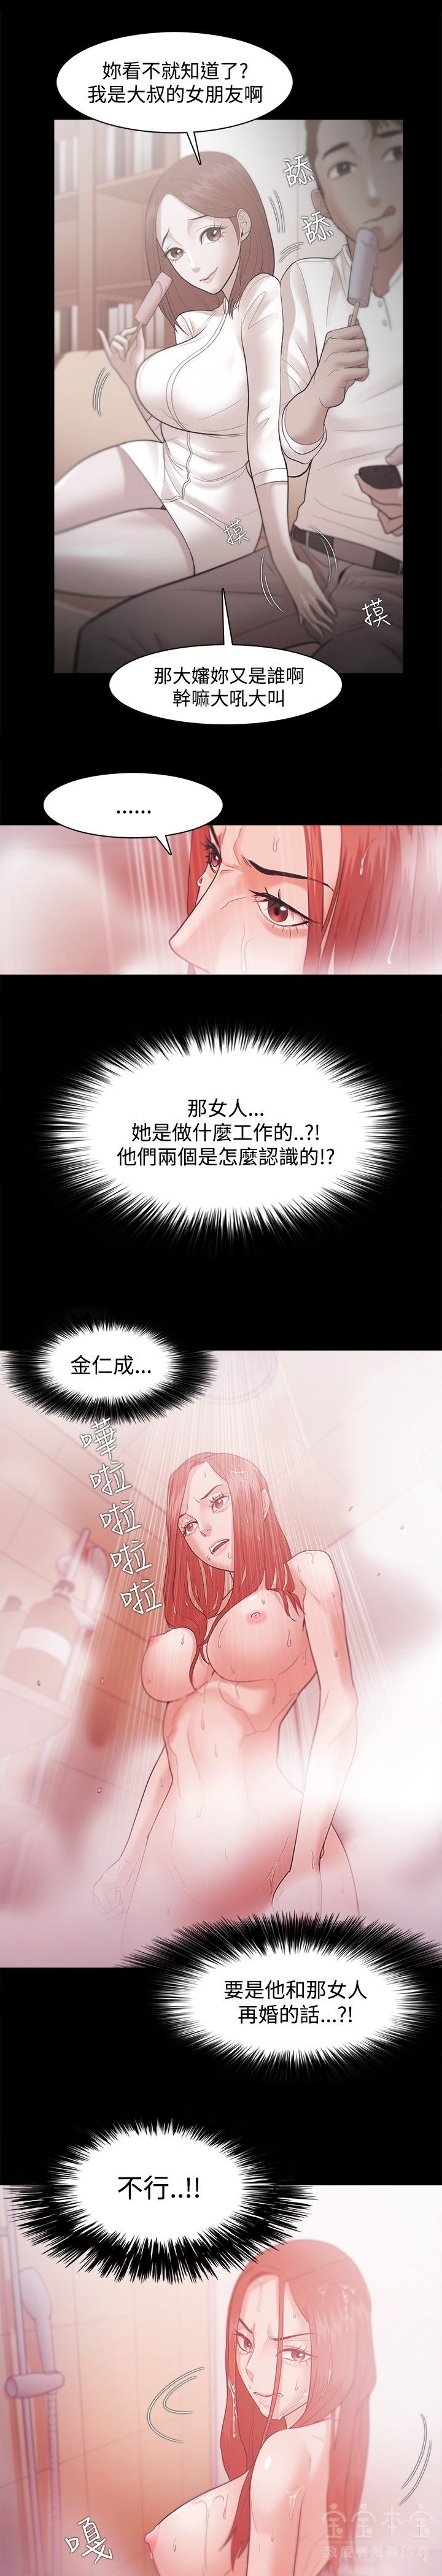 妳看不就知道了?
我是大叔的女朋友啊
舔
舔
摸
摸
那大嬸妳又是誰啊
幹嘛大吼大叫
......
那女人...
她是做什麼工作的..?!
他們兩個是怎麼認識的!?
金仁成...
嘩
啦
啦
啦
啦
要是他和那女人
再婚的話...?!
不行..!!
嘎